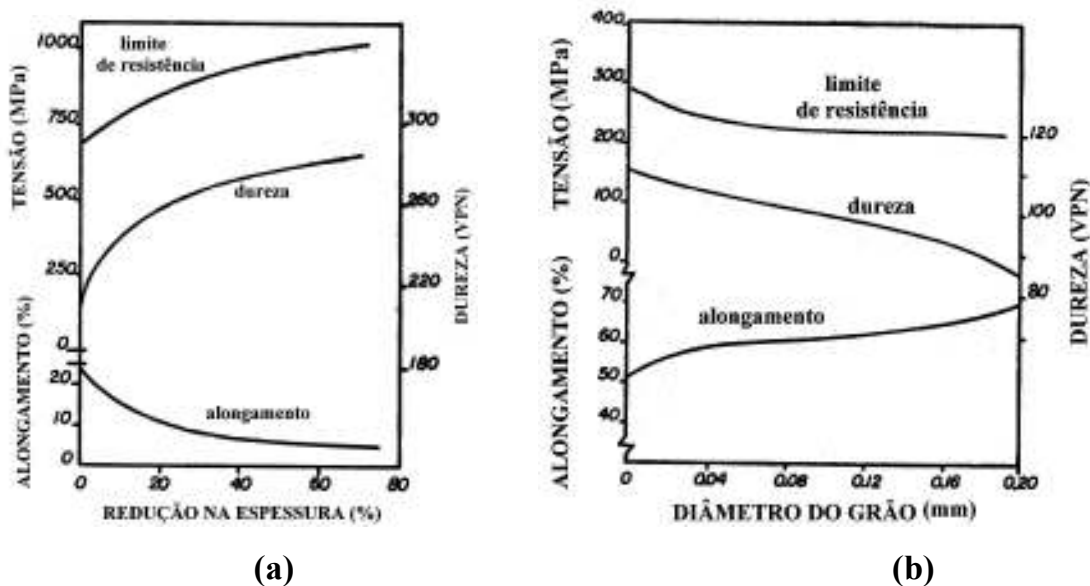 TENSÃO (MPa)
1000
750
500
250
0
ALONGAMENTO (%)
20
10
0
limite
de resistência
dureza
alongamento
300
260
220
180
DUREZA (VPN)
0 20 40 60 80
REDUÇÃO NA ESPESSURA (%)
(a)
TENSÃO (MPa)
400
300
200
100
0
ALONGAMENTO (%)
70
60
50
40
limite
de resistência
dureza
alongamento
120
100
80
DUREZA (VPN)
0 0,04 0,08 0,12 0,16 0,20
DIÂMETRO DO GRÃO (mm)
(b)